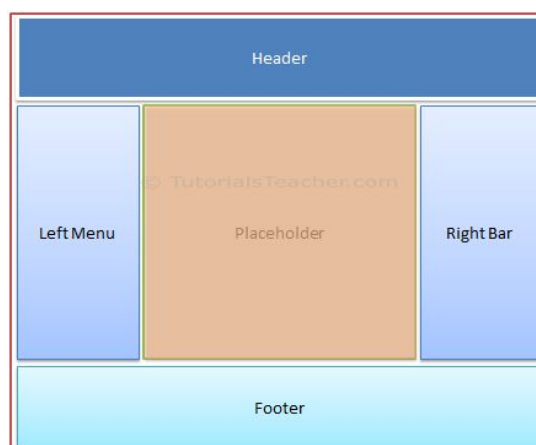 Header
© TutorialsTeacher.com
Left Menu
Placeholder
Right Bar
Footer